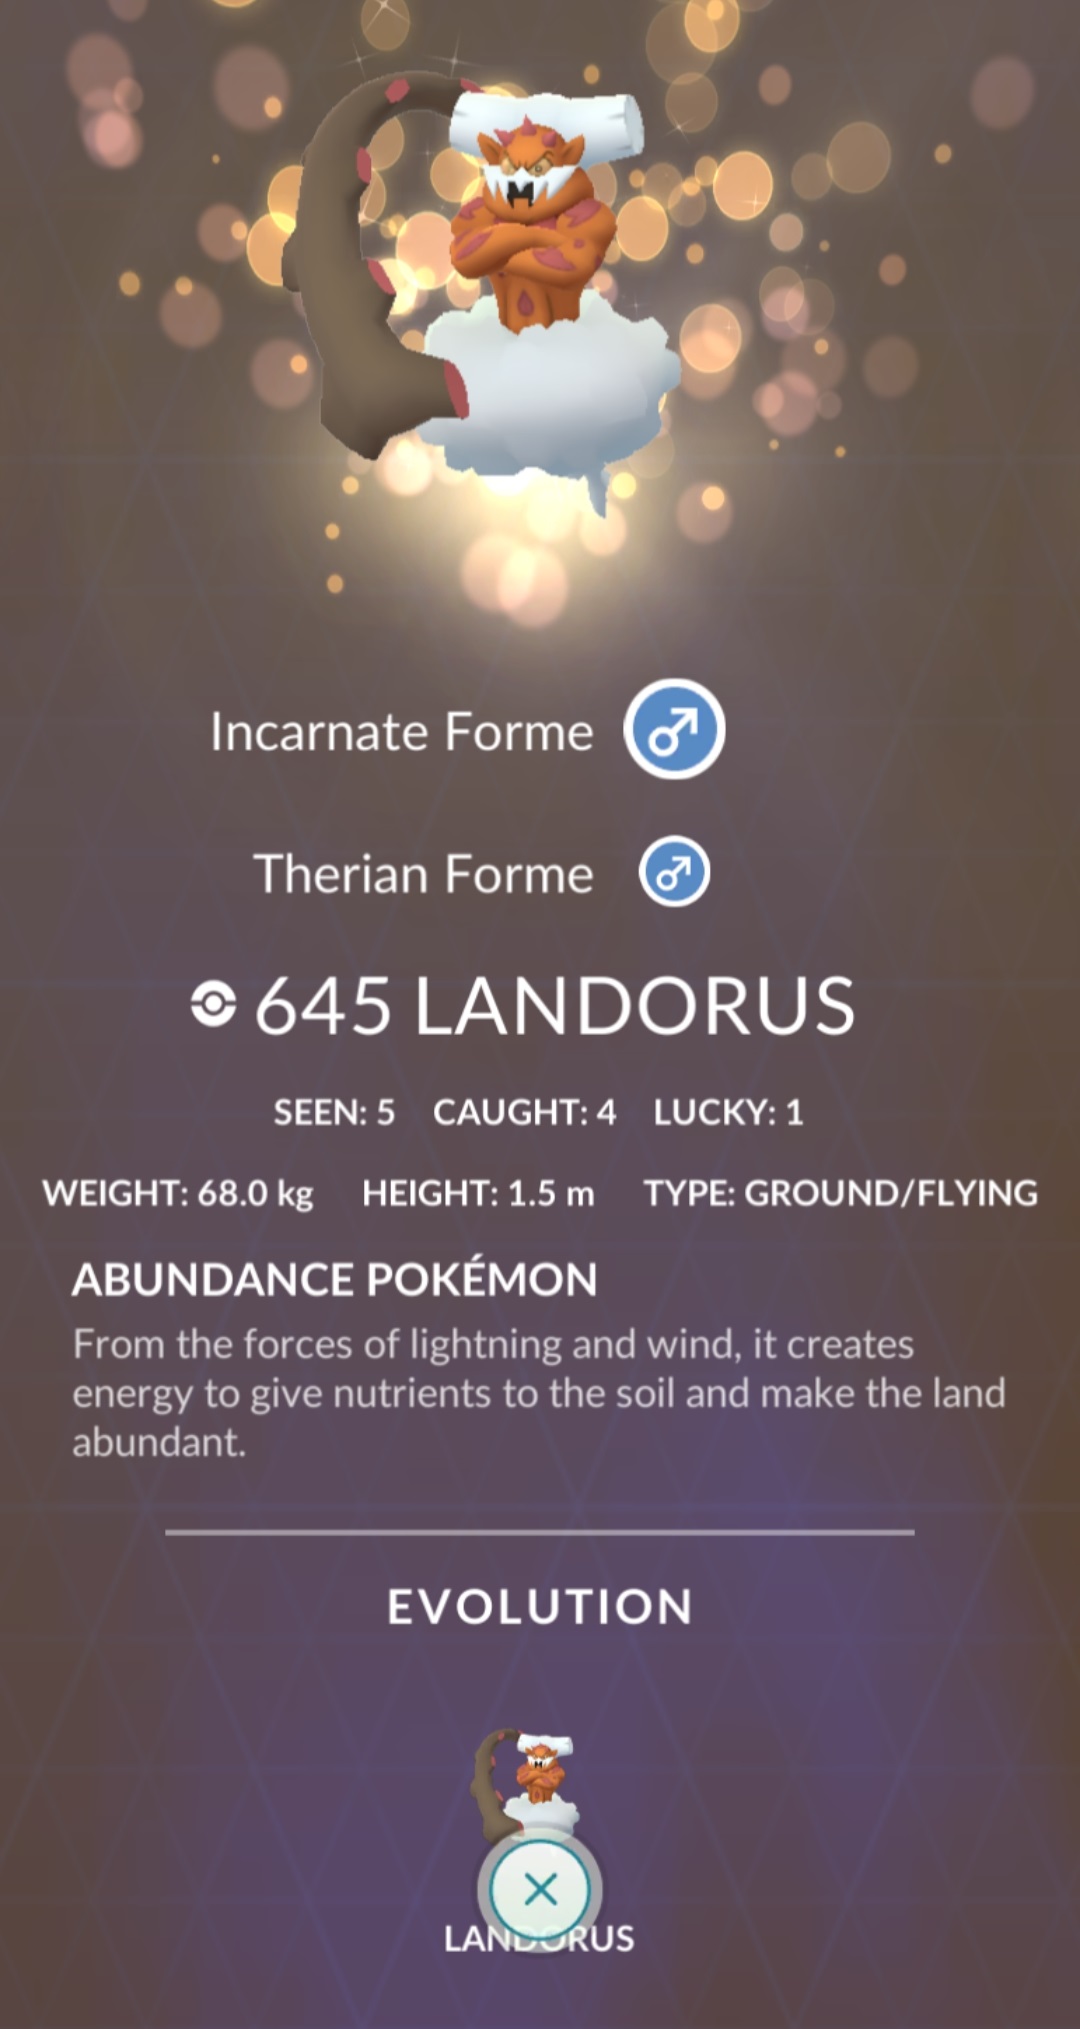 Incarnate Forme
Therian Forme
645 LANDORUS
SEEN: 5 CAUGHT: 4 LUCKY: 1
WEIGHT: 68.0 kg HEIGHT: 1.5 m TYPE: GROUND/FLYING
ABUNDANCE POKÉMON
From the forces of lightning and wind, it creates
energy to give nutrients to the soil and make the land
abundant.
EVOLUTION
LANDORUS